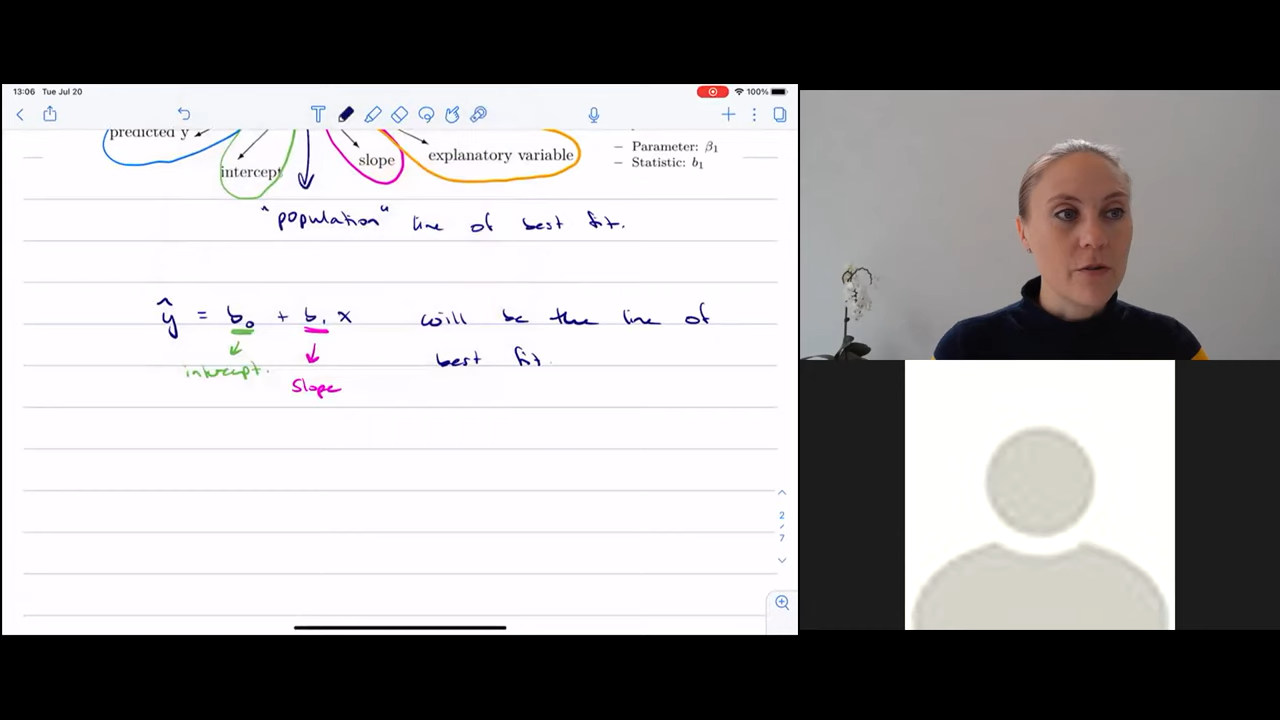 13:06 Tue Jul 20
100%
predicted y
intercept
slope
explanatory variable
– Parameter: β₁
– Statistic: b₁
"population" line of best fit.
ŷ = b₀ + b₁ x will be the line of
best fit.
intercept.
slope
2
/
7